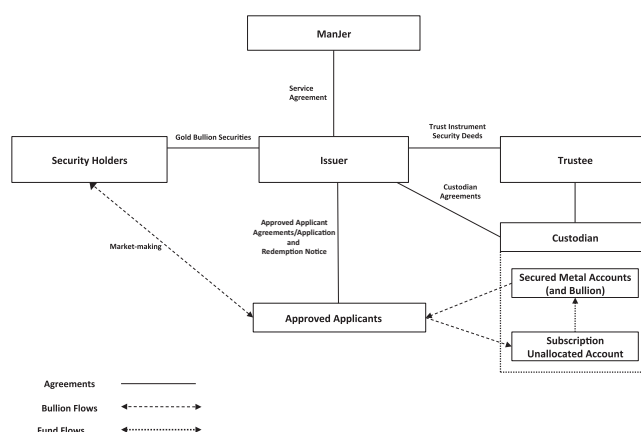 ManJer
Service
Agreement
Gold Bullion Securities
Trust Instrument
Security Deeds
Security Holders
Issuer
Trustee
Custodian
Agreements
Approved Applicant
Agreements/Application
and
Redemption Notice
Market-making
Custodian
Secured Metal Accounts
(and Bullion)
Approved Applicants
Subscription
Unallocated Account
Agreements
Bullion Flows
Fund Flows